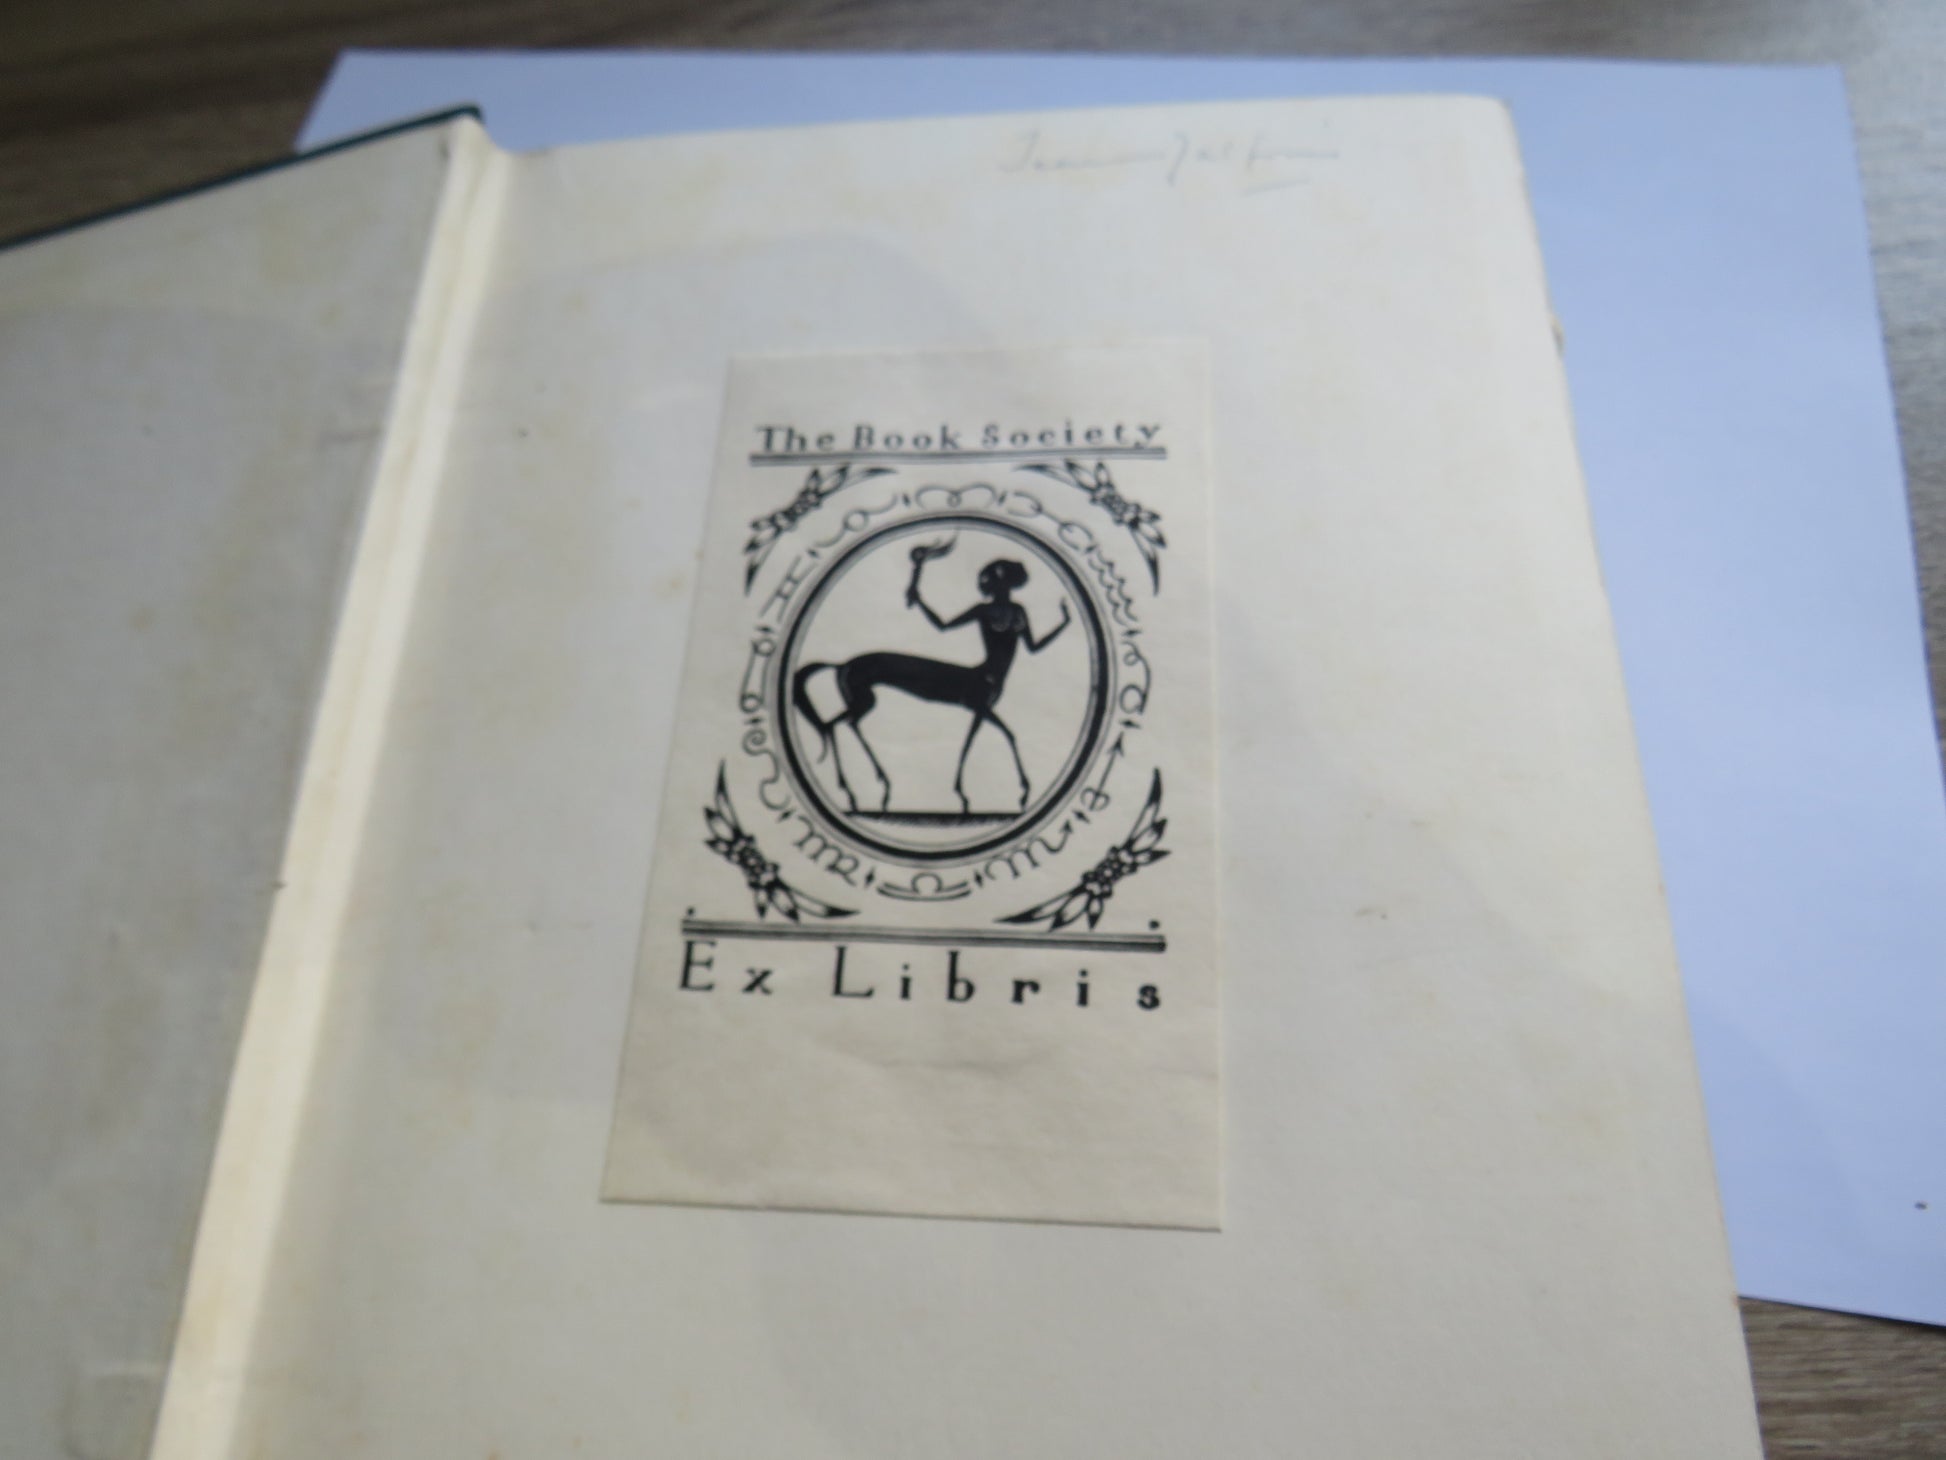 The Book Society
Ex Libris